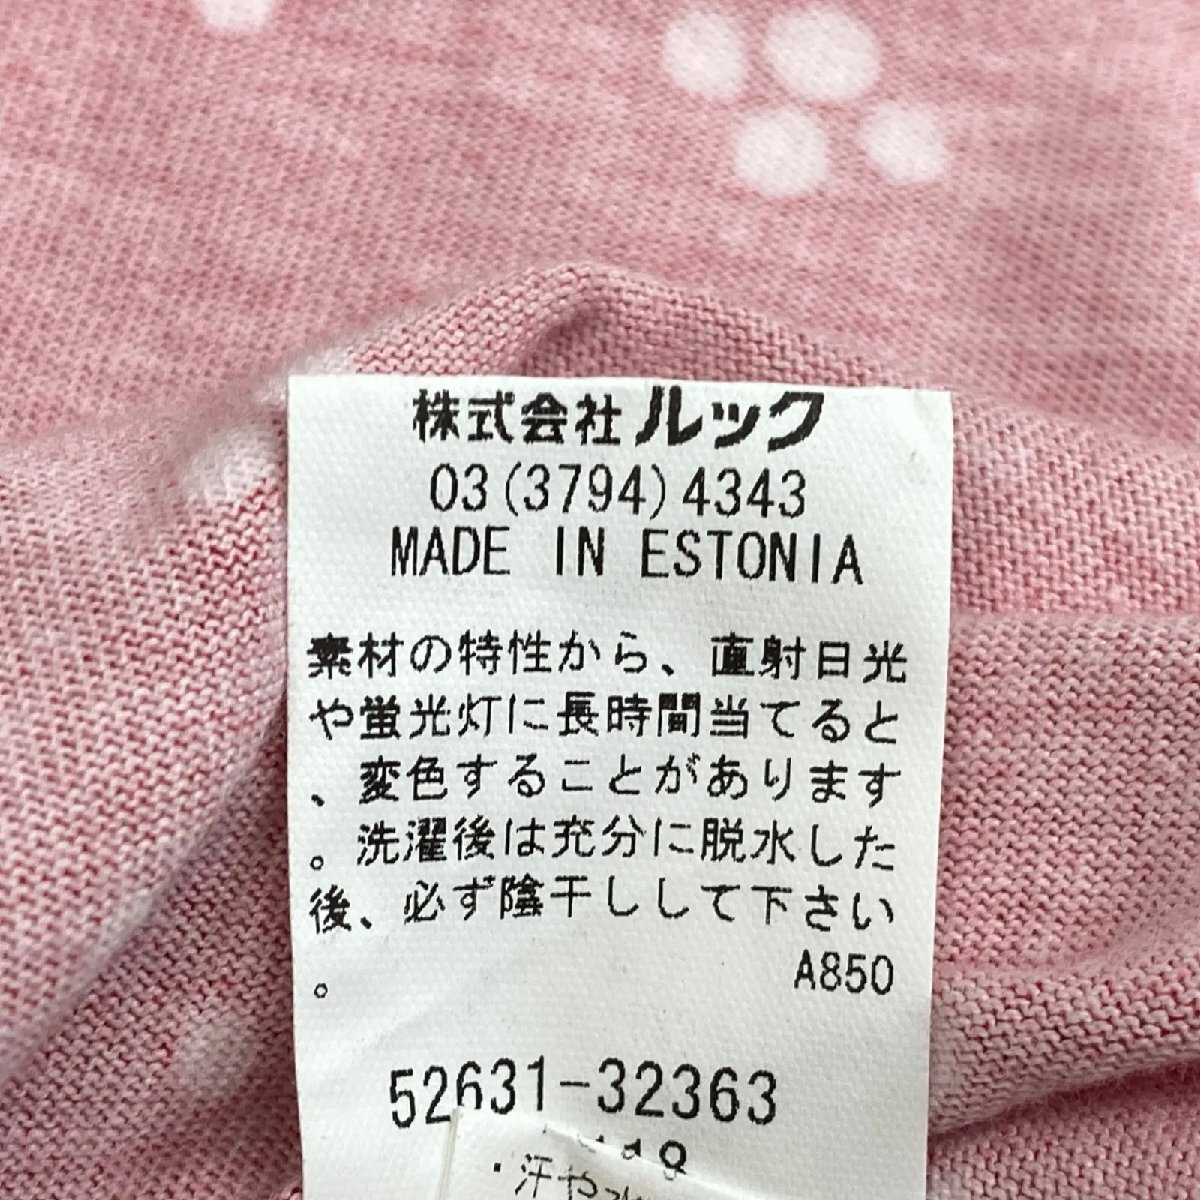 株式会社ルック
03(3794)4343
MADE IN ESTONIA
素材の特性から、直射日光
や蛍光灯に長時間当てると
、変色することがあります
。洗濯後は充分に脱水した
後、必ず陰干しして下さい
。 A850
52631-32363
・汗や水